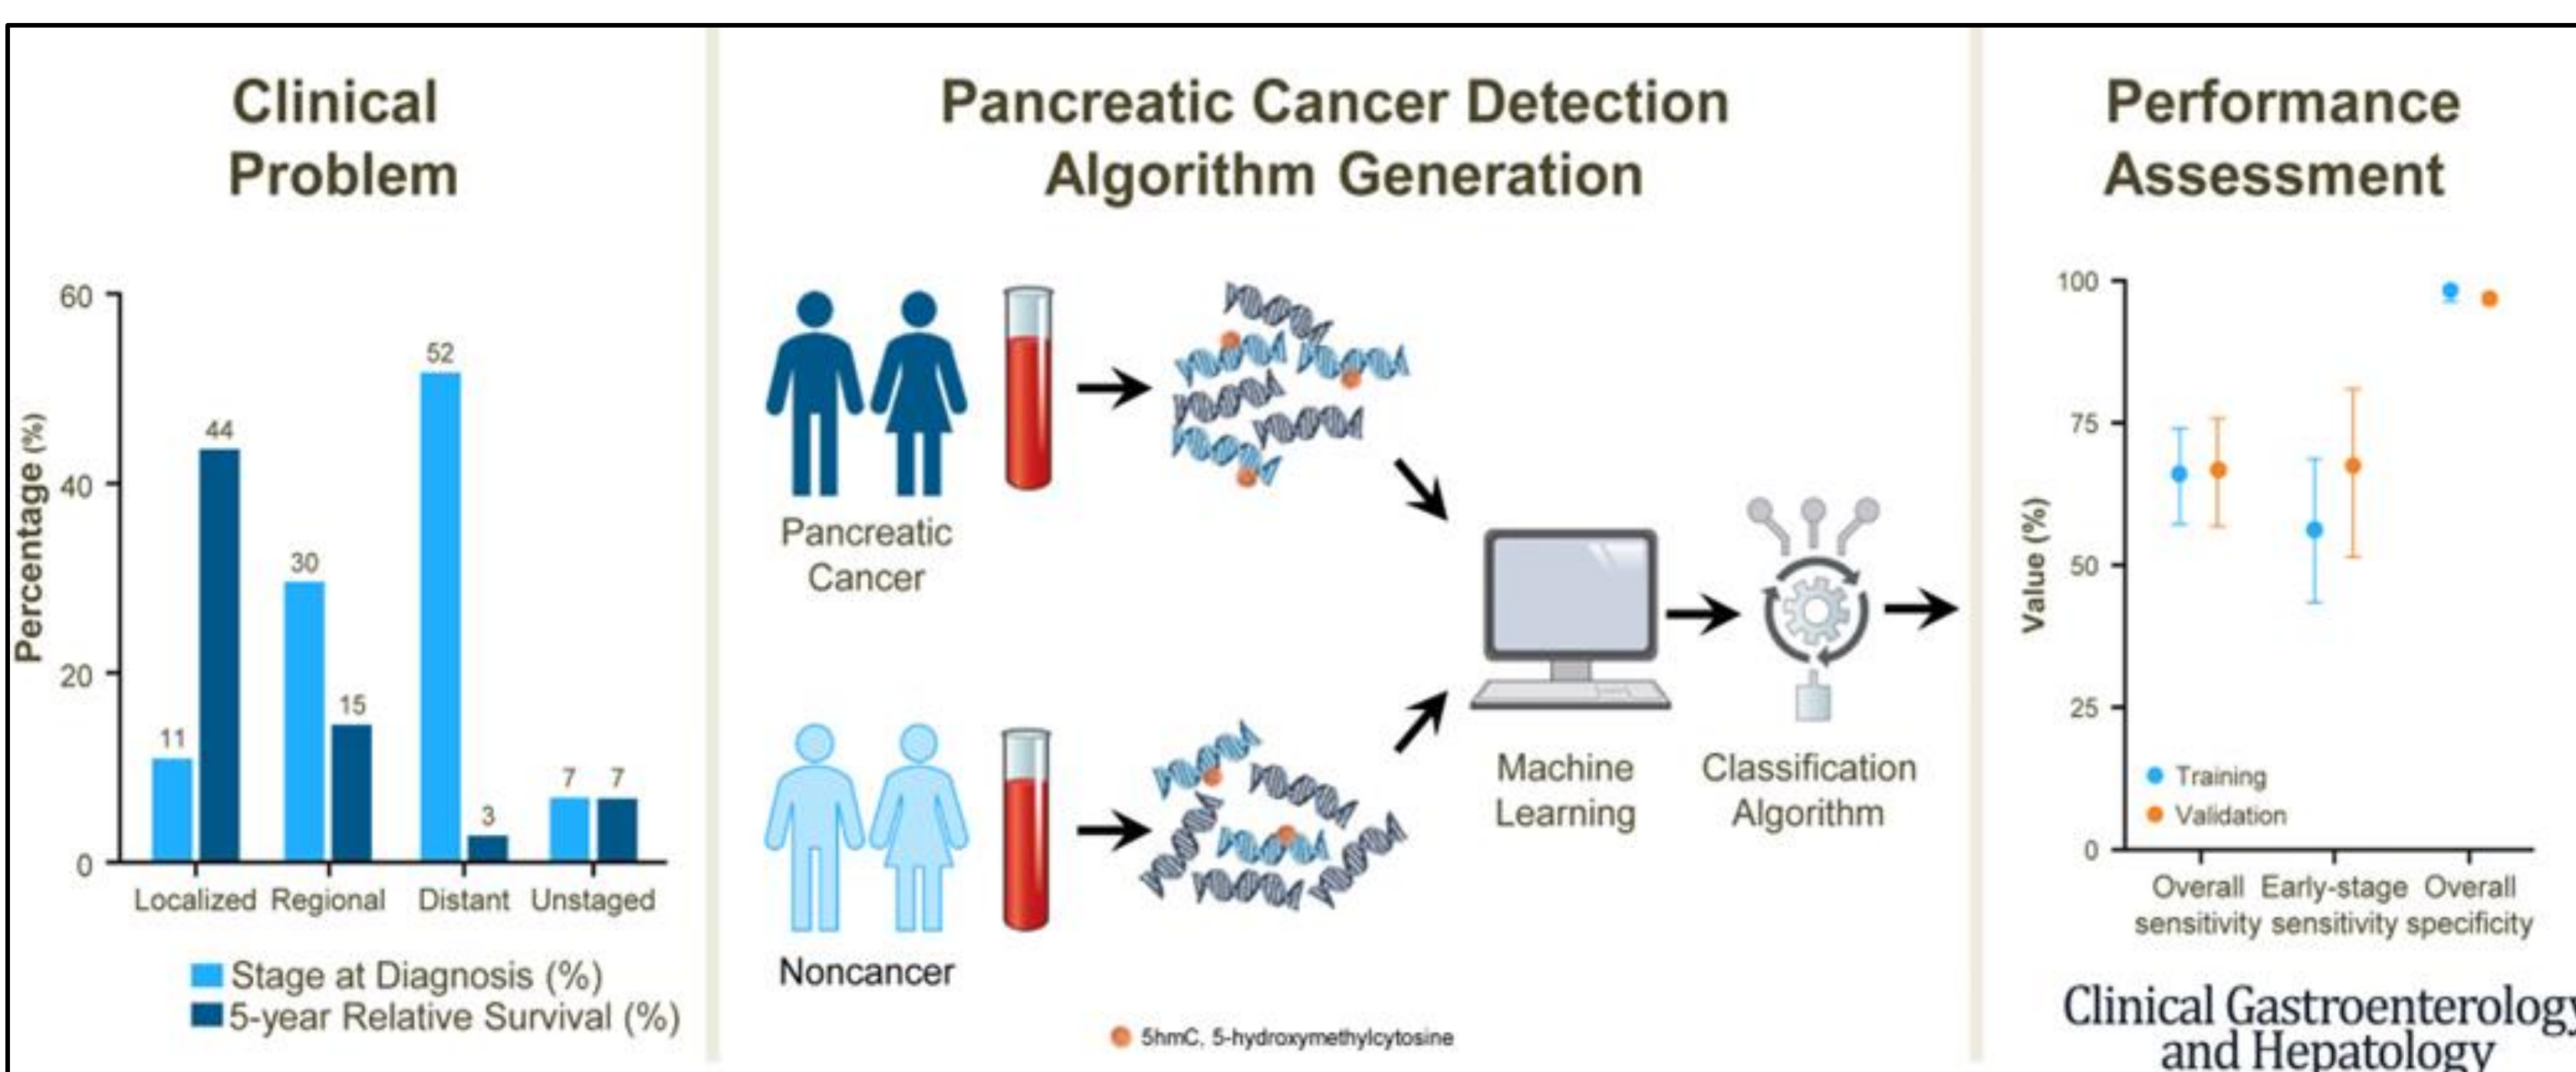 Clinical
Problem
Percentage (%)
60
40
20
0
11
44
30
15
52
3
7
7
Localized Regional Distant Unstaged
Stage at Diagnosis (%)
5-year Relative Survival (%)
Pancreatic Cancer Detection
Algorithm Generation
Pancreatic
Cancer
Noncancer
Machine
Learning
Classification
Algorithm
5hmC, 5-hydroxymethylcytosine
Performance
Assessment
Value (%)
100
75
50
25
0
Training
Validation
Overall Early-stage Overall
sensitivity sensitivity specificity
Clinical Gastroenterology
and Hepatology